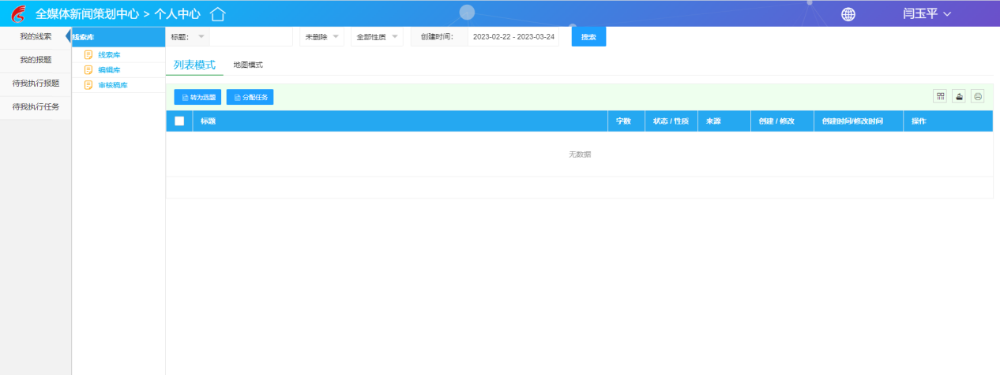 全媒体新闻策划中心 > 个人中心
闫玉平
我的线索
我的报题
待我执行报题
待我执行任务
线索库
线索库
编辑库
审核稿库
标题:
未删除
全部性质
创建时间:
2023-02-22 - 2023-03-24
搜索
列表模式
地图模式
转为选题
分配任务
标题
字数
状态 / 性质
来源
创建 / 修改
创建时间/修改时间
操作
无数据